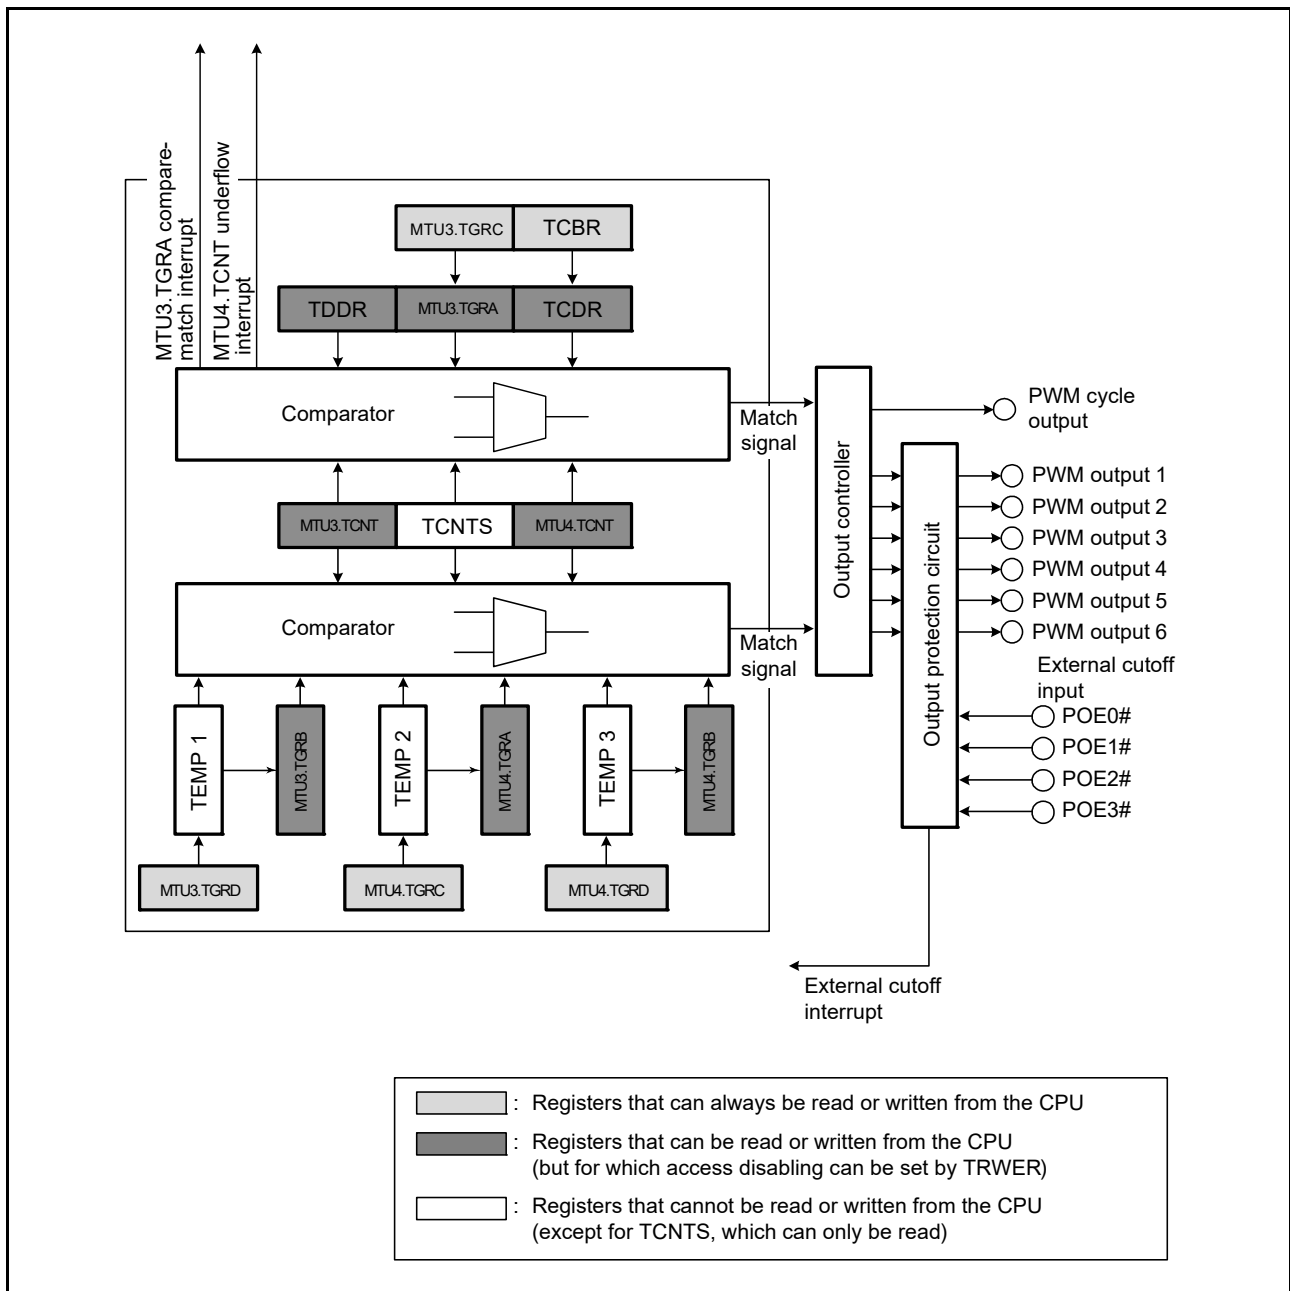 MTU3.TGRA compare-
match interrupt
MTU4.TCNT underflow
interrupt
MTU3.TGRC
TCBR
TDDR
MTU3.TGRA
TCDR
Comparator
Match
signal
MTU3.TCNT
TCNTS
MTU4.TCNT
Comparator
Match
signal
TEMP 1
MTU3.TGRB
TEMP 2
MTU4.TGRA
TEMP 3
MTU4.TGRB
MTU3.TGRD
MTU4.TGRC
MTU4.TGRD
Output controller
Output protection circuit
PWM cycle
output
PWM output 1
PWM output 2
PWM output 3
PWM output 4
PWM output 5
PWM output 6
External cutoff
input
POE0#
POE1#
POE2#
POE3#
External cutoff
interrupt
: Registers that can always be read or written from the CPU
: Registers that can be read or written from the CPU
(but for which access disabling can be set by TRWER)
: Registers that cannot be read or written from the CPU
(except for TCNTS, which can only be read)